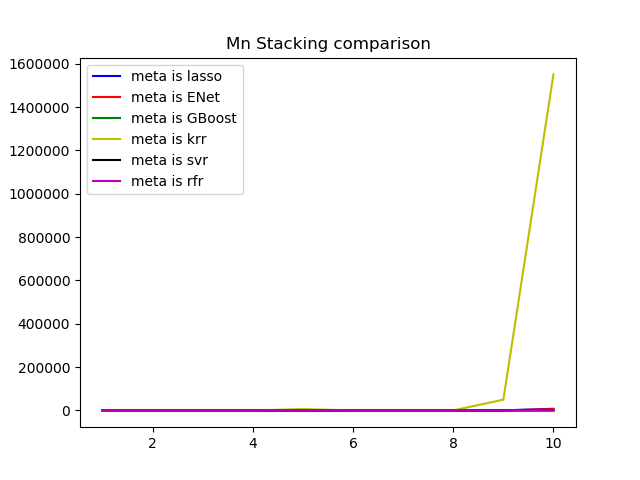 Mn Stacking comparison
1600000
1400000
1200000
1000000
800000
600000
400000
200000
0
meta is lasso
meta is ENet
meta is GBoost
meta is krr
meta is svr
meta is rfr
2 4 6 8 10